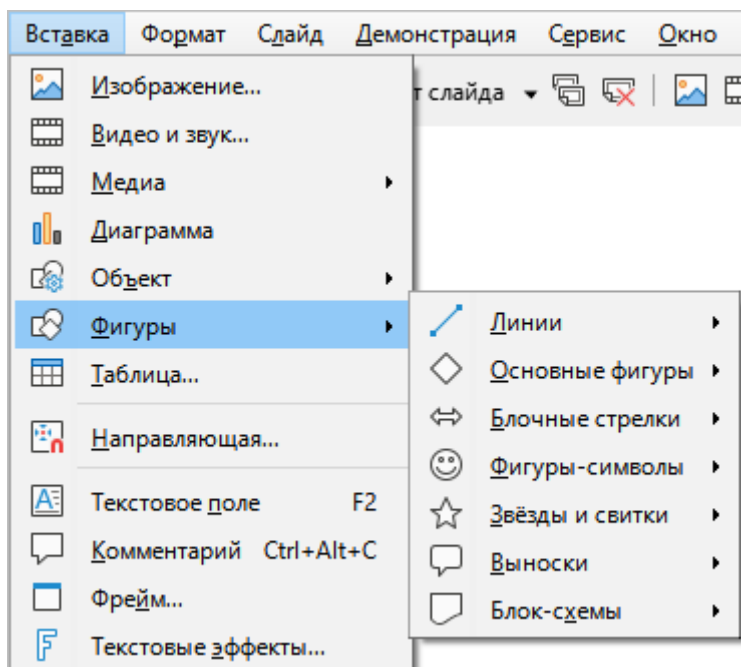 Вставка Формат Слайд Демонстрация Сервис Окно
т слайда
Изображение...
Видео и звук...
Медиа
Диаграмма
Объект
Фигуры
Таблица...
Направляющая...
Текстовое поле F2
Комментарий Ctrl+Alt+C
Фрейм...
Текстовые эффекты...
Линии
Основные фигуры
Блочные стрелки
Фигуры-символы
Звёзды и свитки
Выноски
Блок-схемы